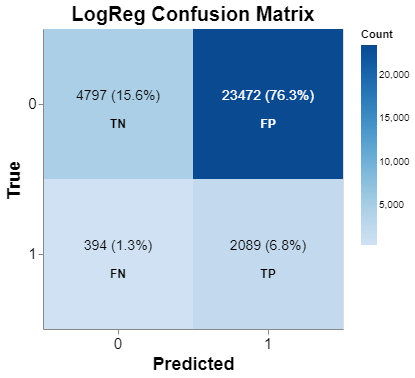 LogReg Confusion Matrix
Count
4797 (15.6%)
TN
23472 (76.3%)
FP
394 (1.3%)
FN
2089 (6.8%)
TP
0
1
True
0
1
Predicted
20,000
15,000
10,000
5,000